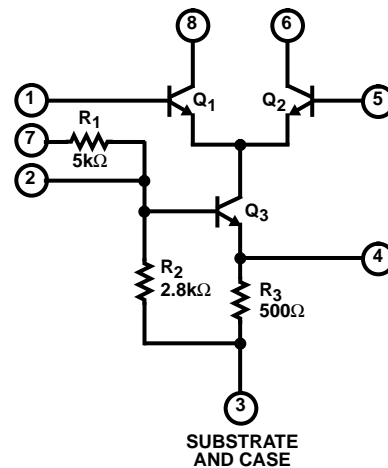 8
6
1
Q1
Q2
5
7
R1
5kΩ
2
Q3
4
R2
2.8kΩ
R3
500Ω
3
SUBSTRATE
AND CASE